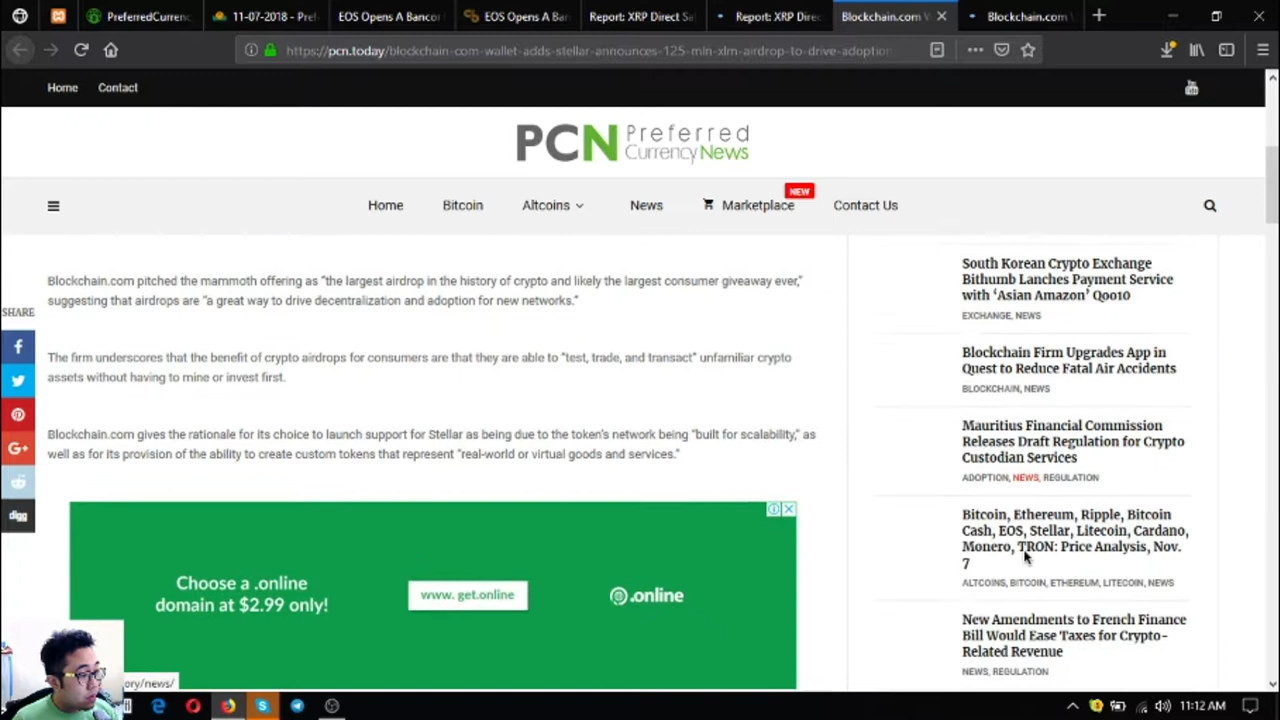 PreferredCurrenc
11-07-2018 - Pref
EOS Opens A Bancor
EOS Opens A Ban
Report: XRP Direct Sal
Report: XRP Direc
Blockchain.com W
Blockchain.com W
https://pcn.today/blockchain-com-wallet-adds-stellar-announces-125-mln-xlm-airdrop-to-drive-adoption
Home Contact
PCN Preferred
CurrencyNews
NEW
Home Bitcoin Altcoins News Marketplace Contact Us
Blockchain.com pitched the mammoth offering as "the largest airdrop in the history of crypto and likely the largest consumer giveaway ever,"
suggesting that airdrops are "a great way to drive decentralization and adoption for new networks."
The firm underscores that the benefit of crypto airdrops for consumers are that they are able to "test, trade, and transact" unfamiliar crypto
assets without having to mine or invest first.
Blockchain.com gives the rationale for its choice to launch support for Stellar as being due to the token's network being "built for scalability," as
well as for its provision of the ability to create custom tokens that represent "real-world or virtual goods and services."
SHARE
digg
Choose a .online
domain at $2.99 only!
www. get.online
.online
South Korean Crypto Exchange
Bithumb Launches Payment Service
with 'Asian Amazon' Qoo10
EXCHANGE, NEWS
Blockchain Firm Upgrades App in
Quest to Reduce Fatal Air Accidents
BLOCKCHAIN, NEWS
Mauritius Financial Commission
Releases Draft Regulation for Crypto
Custodian Services
ADOPTION, NEWS, REGULATION
Bitcoin, Ethereum, Ripple, Bitcoin
Cash, EOS, Stellar, Litecoin, Cardano,
Monero, TRON: Price Analysis, Nov.
7
ALTCOINS, BITCOIN, ETHEREUM, LITECOIN, NEWS
New Amendments to French Finance
Bill Would Ease Taxes for Crypto-
Related Revenue
NEWS, REGULATION
ory/news/
11:12 AM